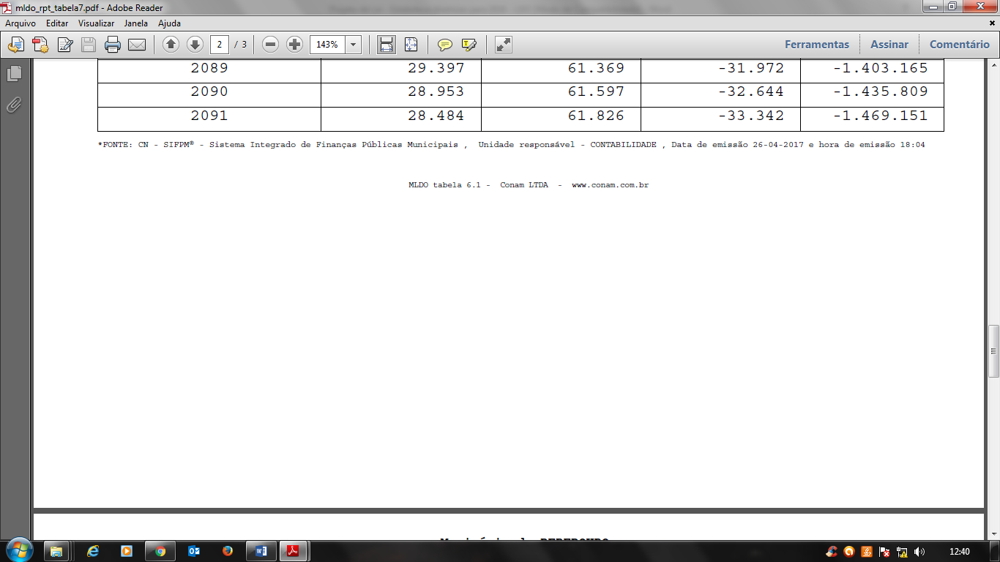 mldo_rpt_tabela7.pdf - Adobe Reader
Arquivo Editar Visualizar Janela Ajuda
2 / 3 143% Ferramentas Assinar Comentário
2089 29.397 61.369 -31.972 -1.403.165
2090 28.953 61.597 -32.644 -1.435.809
2091 28.484 61.826 -33.342 -1.469.151
*FONTE: CN - SIFPM® - Sistema Integrado de Finanças Públicas Municipais , Unidade responsável - CONTABILIDADE , Data de emissão 26-04-2017 e hora de emissão 18:04
MLDO tabela 6.1 - Conam LTDA - www.conam.com.br
12:40